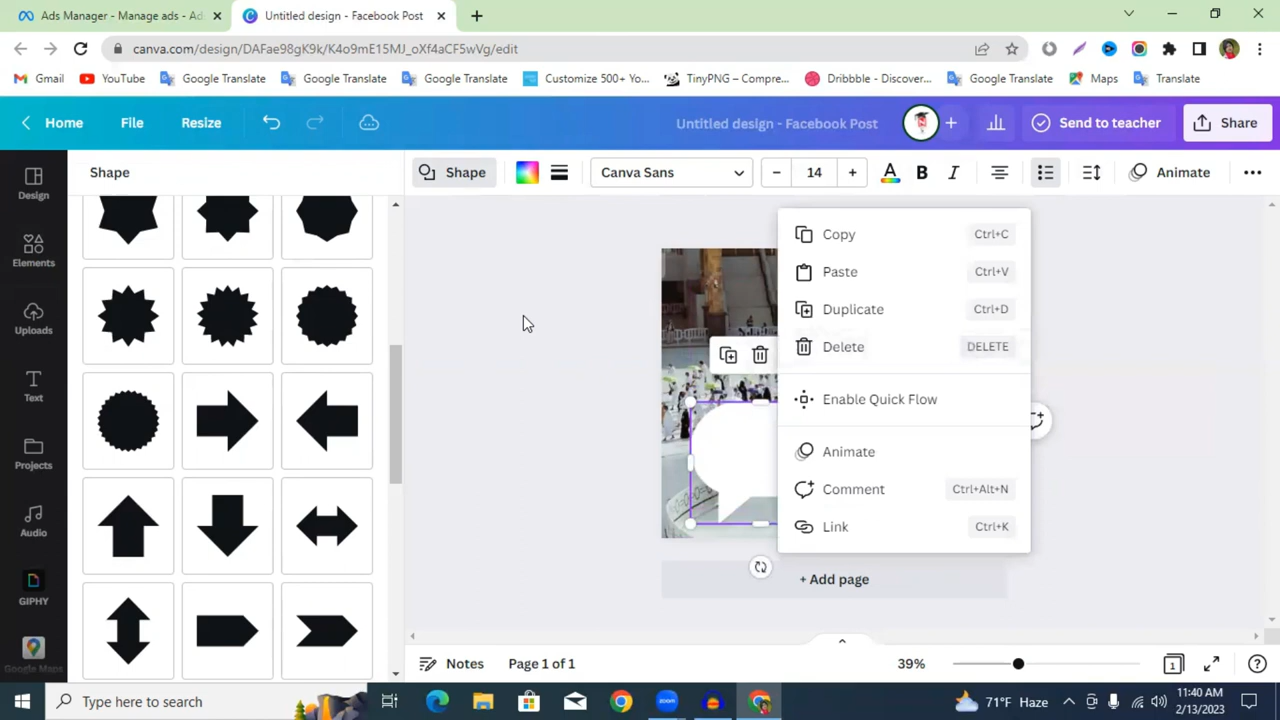 Ads Manager - Manage ads - Ad
Untitled design - Facebook Post
canva.com/design/DAFae98gK9k/K4o9mE15MJ_oXf4aCF5wVg/edit
Gmail
YouTube
Google Translate
Google Translate
Google Translate
Customize 500+ Yo...
TinyPNG – Compre...
Dribbble - Discover...
Google Translate
Maps
Translate
Home
File
Resize
Untitled design - Facebook Post
Send to teacher
Share
Design
Elements
Uploads
Text
Projects
Audio
GIPHY
Google Maps
Shape
Shape
Canva Sans
14
A
B
I
Animate
Copy Ctrl+C
Paste Ctrl+V
Duplicate Ctrl+D
Delete DELETE
Enable Quick Flow
Animate
Comment Ctrl+Alt+N
Link Ctrl+K
+ Add page
Notes
Page 1 of 1
39%
1
Type here to search
zoom
71°F Haze
11:40 AM
2/13/2023